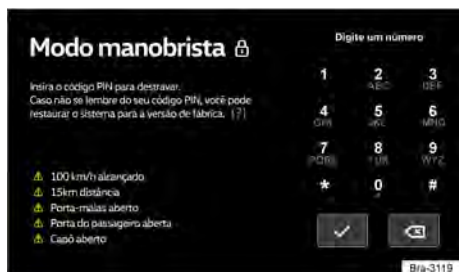 Modo manobrista
Digite um número
Insira o código PIN para destravar.
Caso não se lembre do seu código PIN, você pode
restaurar o sistema para a versão de fábrica. [?]
1 2 3
ABC DEF
4 5 6
GHI JKL MNO
7 8 9
PQRS TUV WYZ
* 0 #
100 km/h alcançado
15km distância
Porta-malas aberto
Porta do passageiro aberta
Capô aberto
Bra-3119